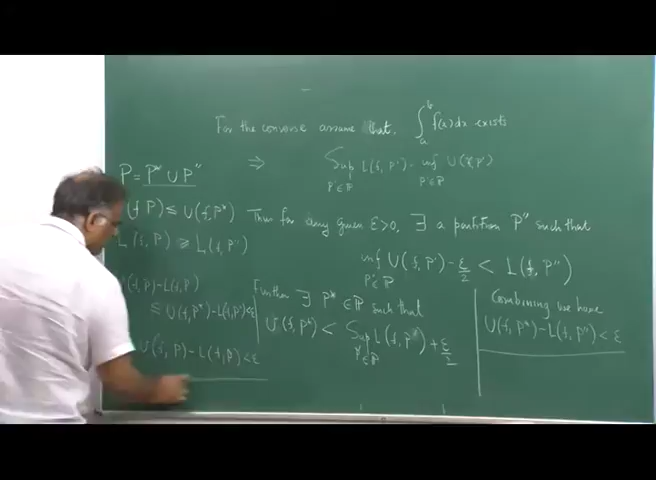 For the converse assume that. ∫_a^b f(x)dx exists
⇒ Sup_{P'∈ℙ} L(f, P') = inf_{P'∈ℙ} U(f, P')
Thus for any given ε>0, ∃ a partition P'' such that
inf_{P'∈ℙ} U(f, P') - ε/2 < L(f, P'')
Further ∃ P* ∈ ℙ such that
U(f, P*) < Sup_{P'∈ℙ} L(f, P') + ε/2
Combining we have
U(f, P*) - L(f, P'') < ε
P = P* ∪ P''
(f, P) ≤ U(f, P*)
L(f, P) ≥ L(f, P'')
(f, P) - L(f, P)
≤ U(f, P*) - L(f, P'') < ε
U(f, P) - L(f, P) < ε